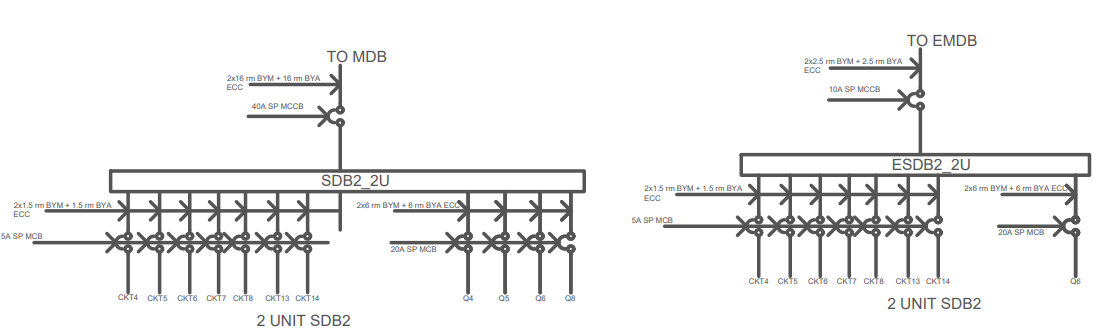 TO MDB
2x16 rm BYM + 16 rm BYA
ECC
40A SP MCCB
SDB2_2U
2x1.5 rm BYM + 1.5 rm BYA
ECC
2x6 rm BYM + 6 rm BYA ECC
5A SP MCB
20A SP MCB
CKT4 CKT5 CKT6 CKT7 CKT8 CKT13 CKT14 Q4 Q5 Q6 Q8
2 UNIT SDB2
TO EMDB
2x2.5 rm BYM + 2.5 rm BYA
ECC
10A SP MCCB
ESDB2_2U
2x1.5 rm BYM + 1.5 rm BYA
ECC
2x6 rm BYM + 6 rm BYA ECC
5A SP MCB
20A SP MCB
CKT4 CKT5 CKT6 CKT7 CKT8 CKT13 CKT14 Q6
2 UNIT SDB2